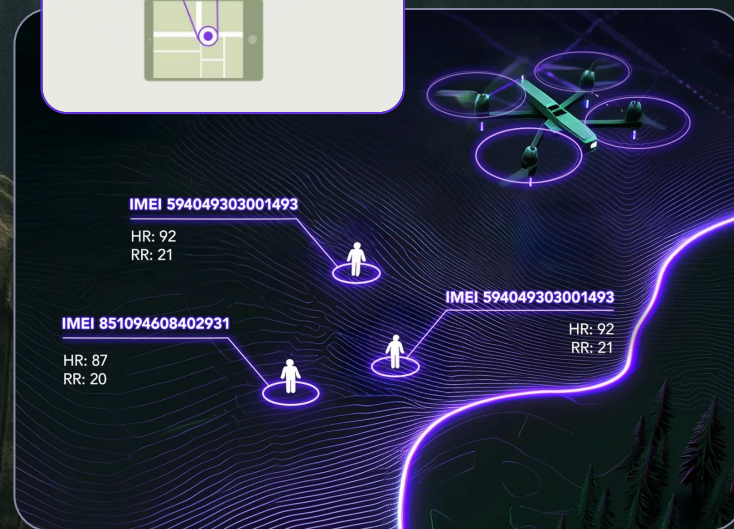 IMEI 594049303001493
HR: 92
RR: 21
IMEI 594049303001493
HR: 92
RR: 21
IMEI 851094608402931
HR: 87
RR: 20